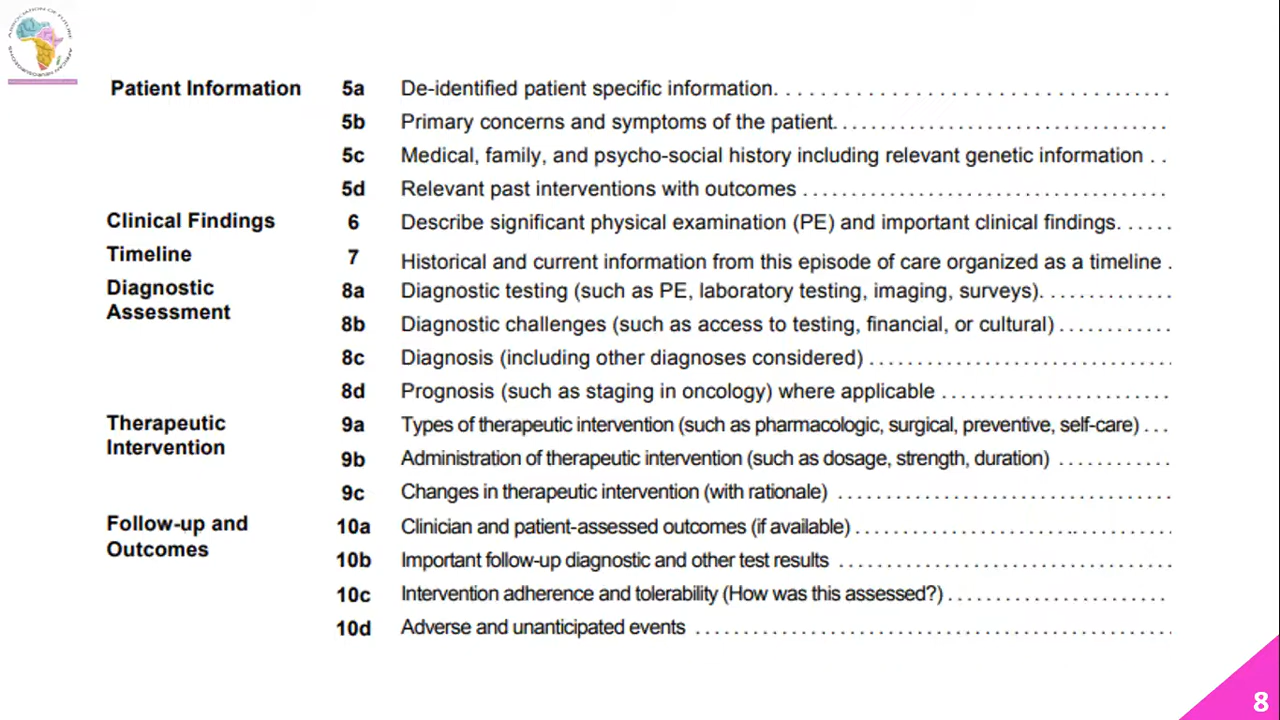 ASSOCIATION OF FUTURE AFRICAN NEUROSURGEONS
Patient Information 5a De-identified patient specific information. . . . . . . . . . . . . . . . . . . . . . . . . . . . . . . . . . . .
5b Primary concerns and symptoms of the patient. . . . . . . . . . . . . . . . . . . . . . . . . . . . . . .
5c Medical, family, and psycho-social history including relevant genetic information . .
5d Relevant past interventions with outcomes . . . . . . . . . . . . . . . . . . . . . . . . . . . . . . . . . .
Clinical Findings 6 Describe significant physical examination (PE) and important clinical findings. . . . . .
Timeline 7 Historical and current information from this episode of care organized as a timeline .
Diagnostic 8a Diagnostic testing (such as PE, laboratory testing, imaging, surveys). . . . . . . . . . . . .
Assessment
8b Diagnostic challenges (such as access to testing, financial, or cultural) . . . . . . . . . . .
8c Diagnosis (including other diagnoses considered) . . . . . . . . . . . . . . . . . . . . . . . . . . . .
8d Prognosis (such as staging in oncology) where applicable . . . . . . . . . . . . . . . . . . . . .
Therapeutic 9a Types of therapeutic intervention (such as pharmacologic, surgical, preventive, self-care) . . .
Intervention
9b Administration of therapeutic intervention (such as dosage, strength, duration) . . . . . . . . . . .
9c Changes in therapeutic intervention (with rationale) . . . . . . . . . . . . . . . . . . . . . . . . . . . . . . .
Follow-up and 10a Clinician and patient-assessed outcomes (if available) . . . . . . . . . . . . . . . . . . . . .. . . . . . . . .
Outcomes
10b Important follow-up diagnostic and other test results . . . . . . . . . . . . . . . . . . . . . . . . . . . . . . .
10c Intervention adherence and tolerability (How was this assessed?) . . . . . . . . . . . . . . . . . . . .
10d Adverse and unanticipated events . . . . . . . . . . . . . . . . . . . . . . . . . . . . . . . . . . . . . . . . . . . .
8